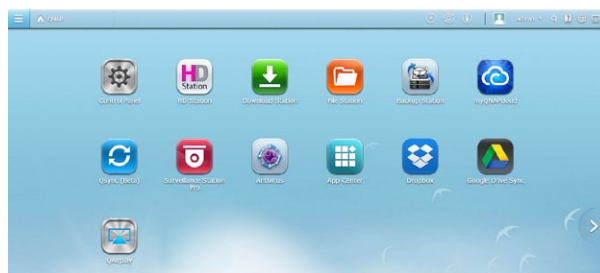 QNAP
admin
HD
Station
Control Panel
HD Station
Download Station
File Station
Backup Station
myQNAPcloud
Qsync (Beta)
Surveillance Station
Pro
Antivirus
App Center
Dropbox
Google Drive Sync
QAirplay